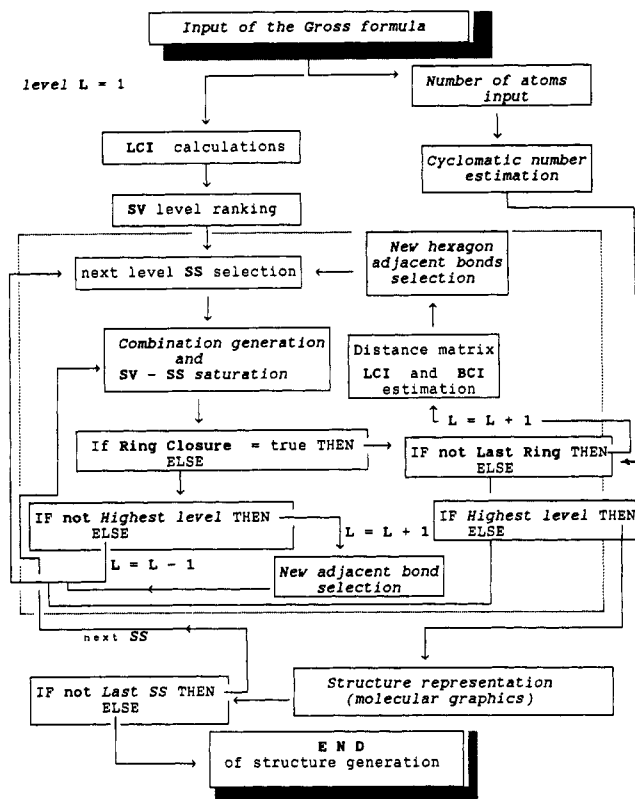 Input of the Gross formula
level L = 1
Number of atoms
input
LCI calculations
Cyclomatic number
estimation
SV level ranking
New hexagon
adjacent bonds
selection
next level SS selection
Combination generation
and
SV - SS saturation
Distance matrix
LCI and BCI
estimation
L = L + 1
If Ring Closure = true THEN
ELSE
IF not Last Ring THEN
ELSE
IF not Highest level THEN
ELSE
L = L + 1
IF Highest level THEN
ELSE
L = L - 1
New adjacent bond
selection
next SS
IF not Last SS THEN
ELSE
Structure representation
(molecular graphics)
E N D
of structure generation